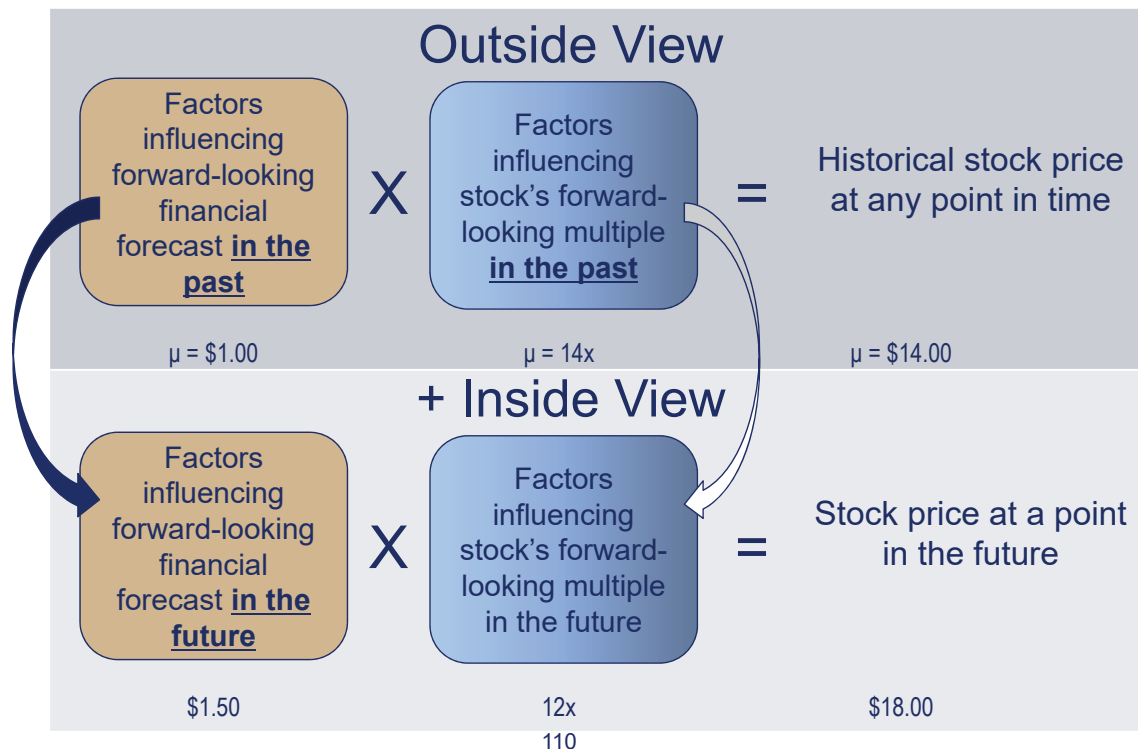 Outside View
Factors
influencing
forward-looking
financial
forecast in the
past
X
Factors
influencing
stock’s forward-
looking multiple
in the past
=
Historical stock price
at any point in time
μ = $1.00
μ = 14x
μ = $14.00
+ Inside View
Factors
influencing
forward-looking
financial
forecast in the
future
X
Factors
influencing
stock’s forward-
looking multiple
in the future
=
Stock price at a point
in the future
$1.50
12x
$18.00
110